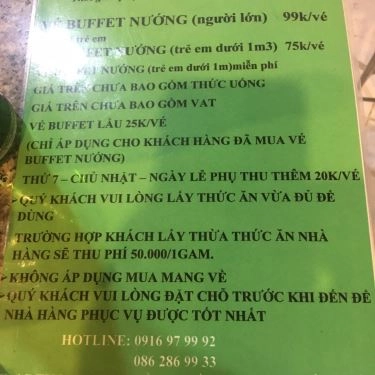 VÉ BUFFET NƯỚNG (người lớn) 99k/vé
trẻ em
BUFFET NƯỚNG (trẻ em dưới 1m3) 75k/vé
BUFFET NƯỚNG (trẻ em dưới 1m)miễn phí
GIÁ TRÊN CHƯA BAO GỒM THỨC UỐNG
GIÁ TRÊN CHƯA BAO GỒM VAT
VÉ BUFFET LẨU 25K/VÉ
(CHỈ ÁP DỤNG CHO KHÁCH HÀNG ĐÃ MUA VÉ
BUFFET NƯỚNG)
THỨ 7 – CHỦ NHẬT – NGÀY LỄ PHỤ THU THÊM 20K/VÉ
QUÝ KHÁCH VUI LÒNG LẤY THỨC ĂN VỪA ĐỦ ĐỂ
DÙNG
TRƯỜNG HỢP KHÁCH LẤY THỪA THỨC ĂN NHÀ
HÀNG SẼ THU PHÍ 50.000/1GAM.
KHÔNG ÁP DỤNG MUA MANG VỀ
QUÝ KHÁCH VUI LÒNG ĐẶT CHỖ TRƯỚC KHI ĐẾN ĐỂ
NHÀ HÀNG PHỤC VỤ ĐƯỢC TỐT NHẤT
HOTLINE: 0916 97 99 92
086 286 99 33